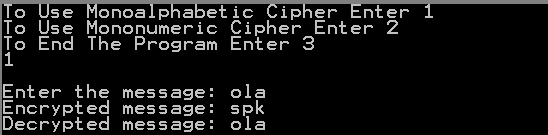 To Use Monoalphabetic Cipher Enter 1
To Use Mononumeric Cipher Enter 2
To End The Program Enter 3
1
Enter the message: ola
Encrypted message: spk
Decrypted message: ola